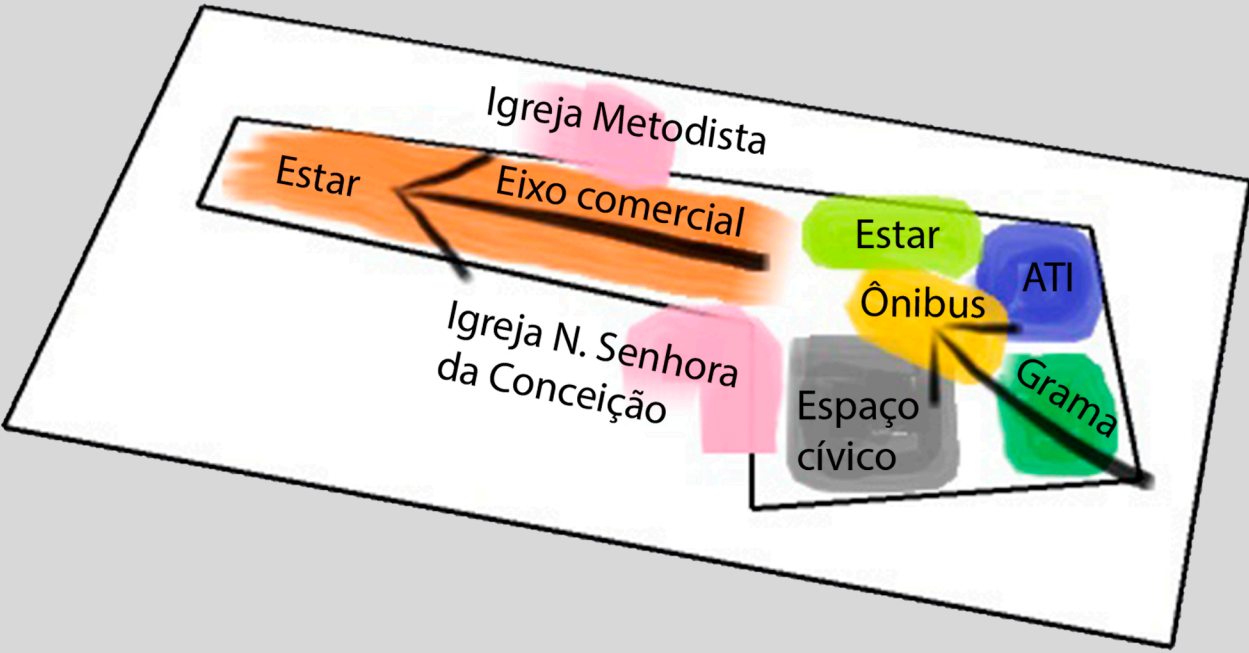 Igreja Metodista
Estar
Eixo comercial
Estar
ATI
Ônibus
Igreja N. Senhora
da Conceição
Grama
Espaço
cívico